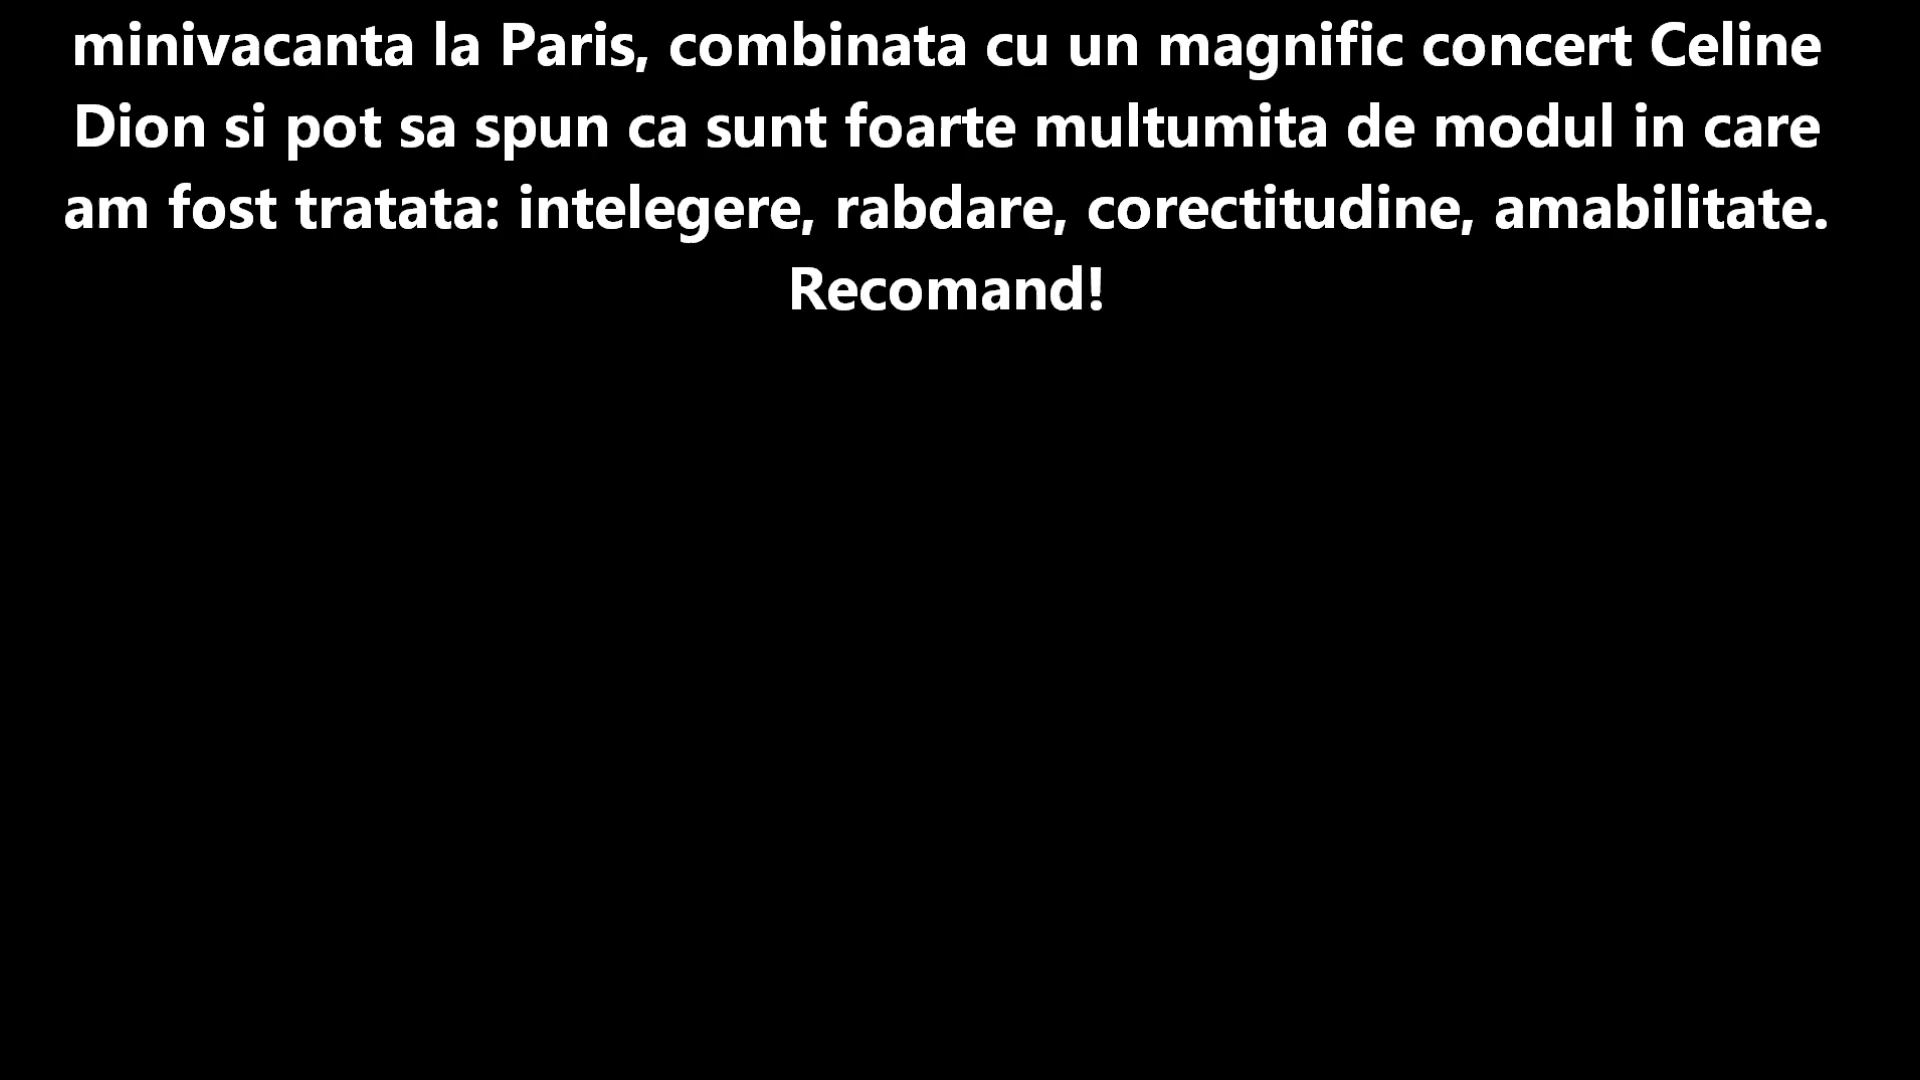 minivacanta la Paris, combinata cu un magnific concert Celine
Dion si pot sa spun ca sunt foarte multumita de modul in care
am fost tratata: intelegere, rabdare, corectitudine, amabilitate.
Recomand!